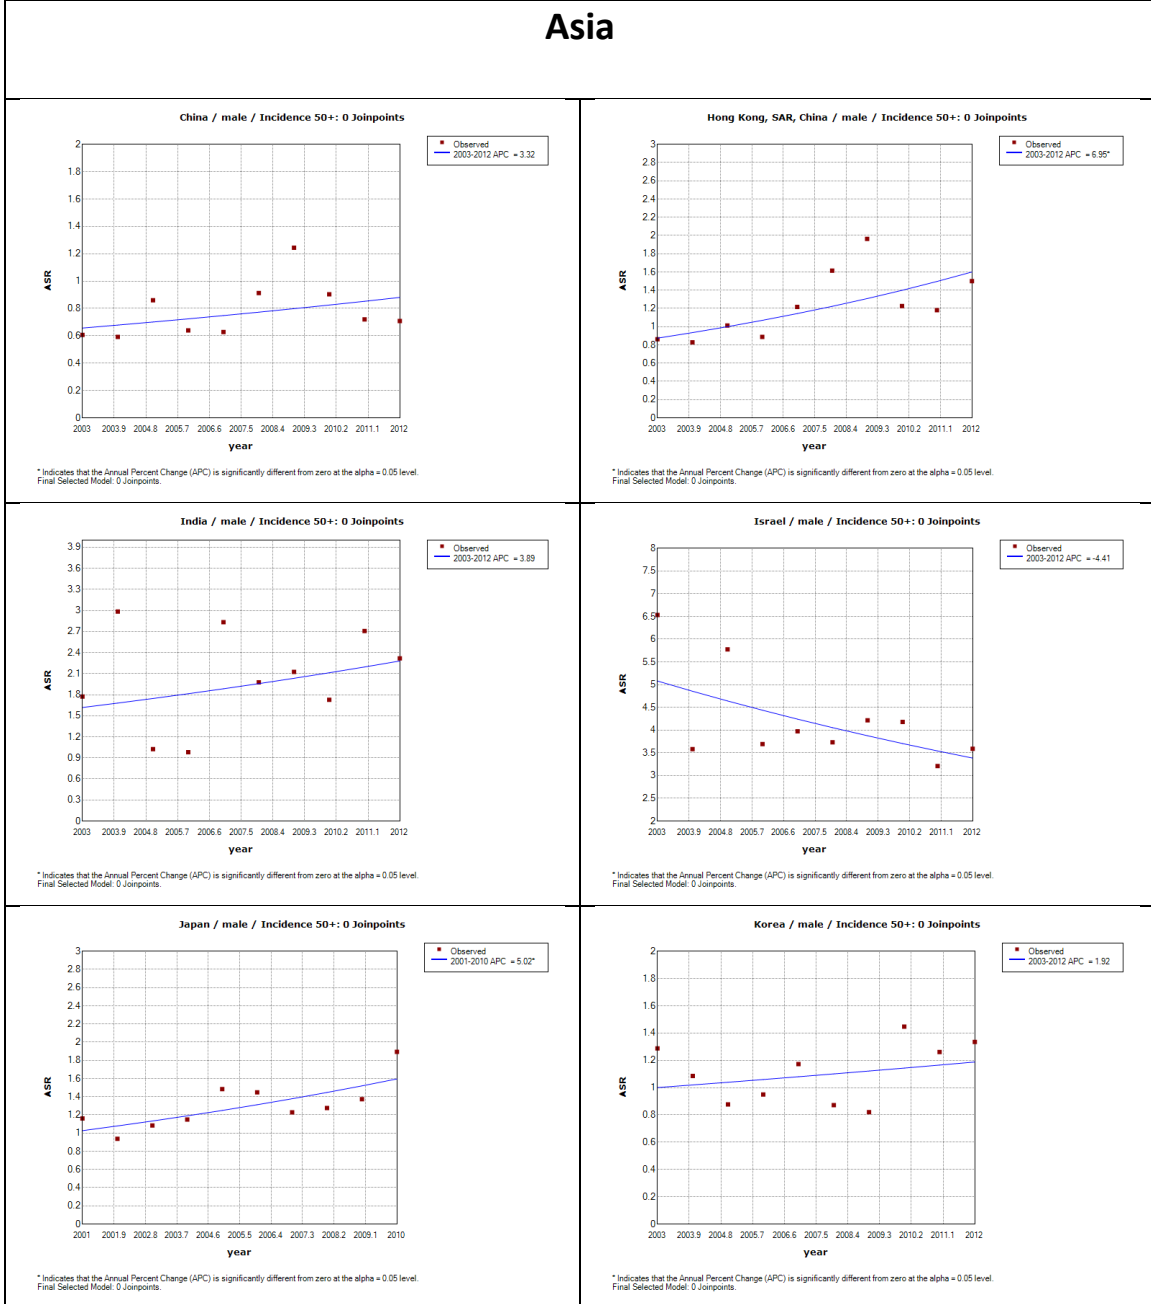 Asia
China / male / Incidence 50+: 0 Joinpoints
Observed
2003-2012 APC = 3.32
2
1.8
1.6
1.4
1.2
1
0.8
0.6
0.4
0.2
0
ASR
2003 2003.9 2004.8 2005.7 2006.6 2007.5 2008.4 2009.3 2010.2 2011.1 2012
year
* Indicates that the Annual Percent Change (APC) is significantly different from zero at the alpha = 0.05 level.
Final Selected Model: 0 Joinpoints.
Hong Kong, SAR, China / male / Incidence 50+: 0 Joinpoints
Observed
2003-2012 APC = 6.95*
3
2.8
2.6
2.4
2.2
2
1.8
1.6
1.4
1.2
1
0.8
0.6
0.4
0.2
0
ASR
2003 2003.9 2004.8 2005.7 2006.6 2007.5 2008.4 2009.3 2010.2 2011.1 2012
year
* Indicates that the Annual Percent Change (APC) is significantly different from zero at the alpha = 0.05 level.
Final Selected Model: 0 Joinpoints.
India / male / Incidence 50+: 0 Joinpoints
Observed
2003-2012 APC = 3.89
3.9
3.6
3.3
3
2.7
2.4
2.1
1.8
1.5
1.2
0.9
0.6
0.3
0
ASR
2003 2003.9 2004.8 2005.7 2006.6 2007.5 2008.4 2009.3 2010.2 2011.1 2012
year
* Indicates that the Annual Percent Change (APC) is significantly different from zero at the alpha = 0.05 level.
Final Selected Model: 0 Joinpoints.
Israel / male / Incidence 50+: 0 Joinpoints
Observed
2003-2012 APC = -4.41
8
7.5
7
6.5
6
5.5
5
4.5
4
3.5
3
2.5
2
ASR
2003 2003.9 2004.8 2005.7 2006.6 2007.5 2008.4 2009.3 2010.2 2011.1 2012
year
* Indicates that the Annual Percent Change (APC) is significantly different from zero at the alpha = 0.05 level.
Final Selected Model: 0 Joinpoints.
Japan / male / Incidence 50+: 0 Joinpoints
Observed
2001-2010 APC = 5.02*
3
2.8
2.6
2.4
2.2
2
1.8
1.6
1.4
1.2
1
0.8
0.6
0.4
0.2
0
ASR
2001 2001.9 2002.8 2003.7 2004.6 2005.5 2006.4 2007.3 2008.2 2009.1 2010
year
* Indicates that the Annual Percent Change (APC) is significantly different from zero at the alpha = 0.05 level.
Final Selected Model: 0 Joinpoints.
Korea / male / Incidence 50+: 0 Joinpoints
Observed
2003-2012 APC = 1.92
2
1.8
1.6
1.4
1.2
1
0.8
0.6
0.4
0.2
0
ASR
2003 2003.9 2004.8 2005.7 2006.6 2007.5 2008.4 2009.3 2010.2 2011.1 2012
year
* Indicates that the Annual Percent Change (APC) is significantly different from zero at the alpha = 0.05 level.
Final Selected Model: 0 Joinpoints.